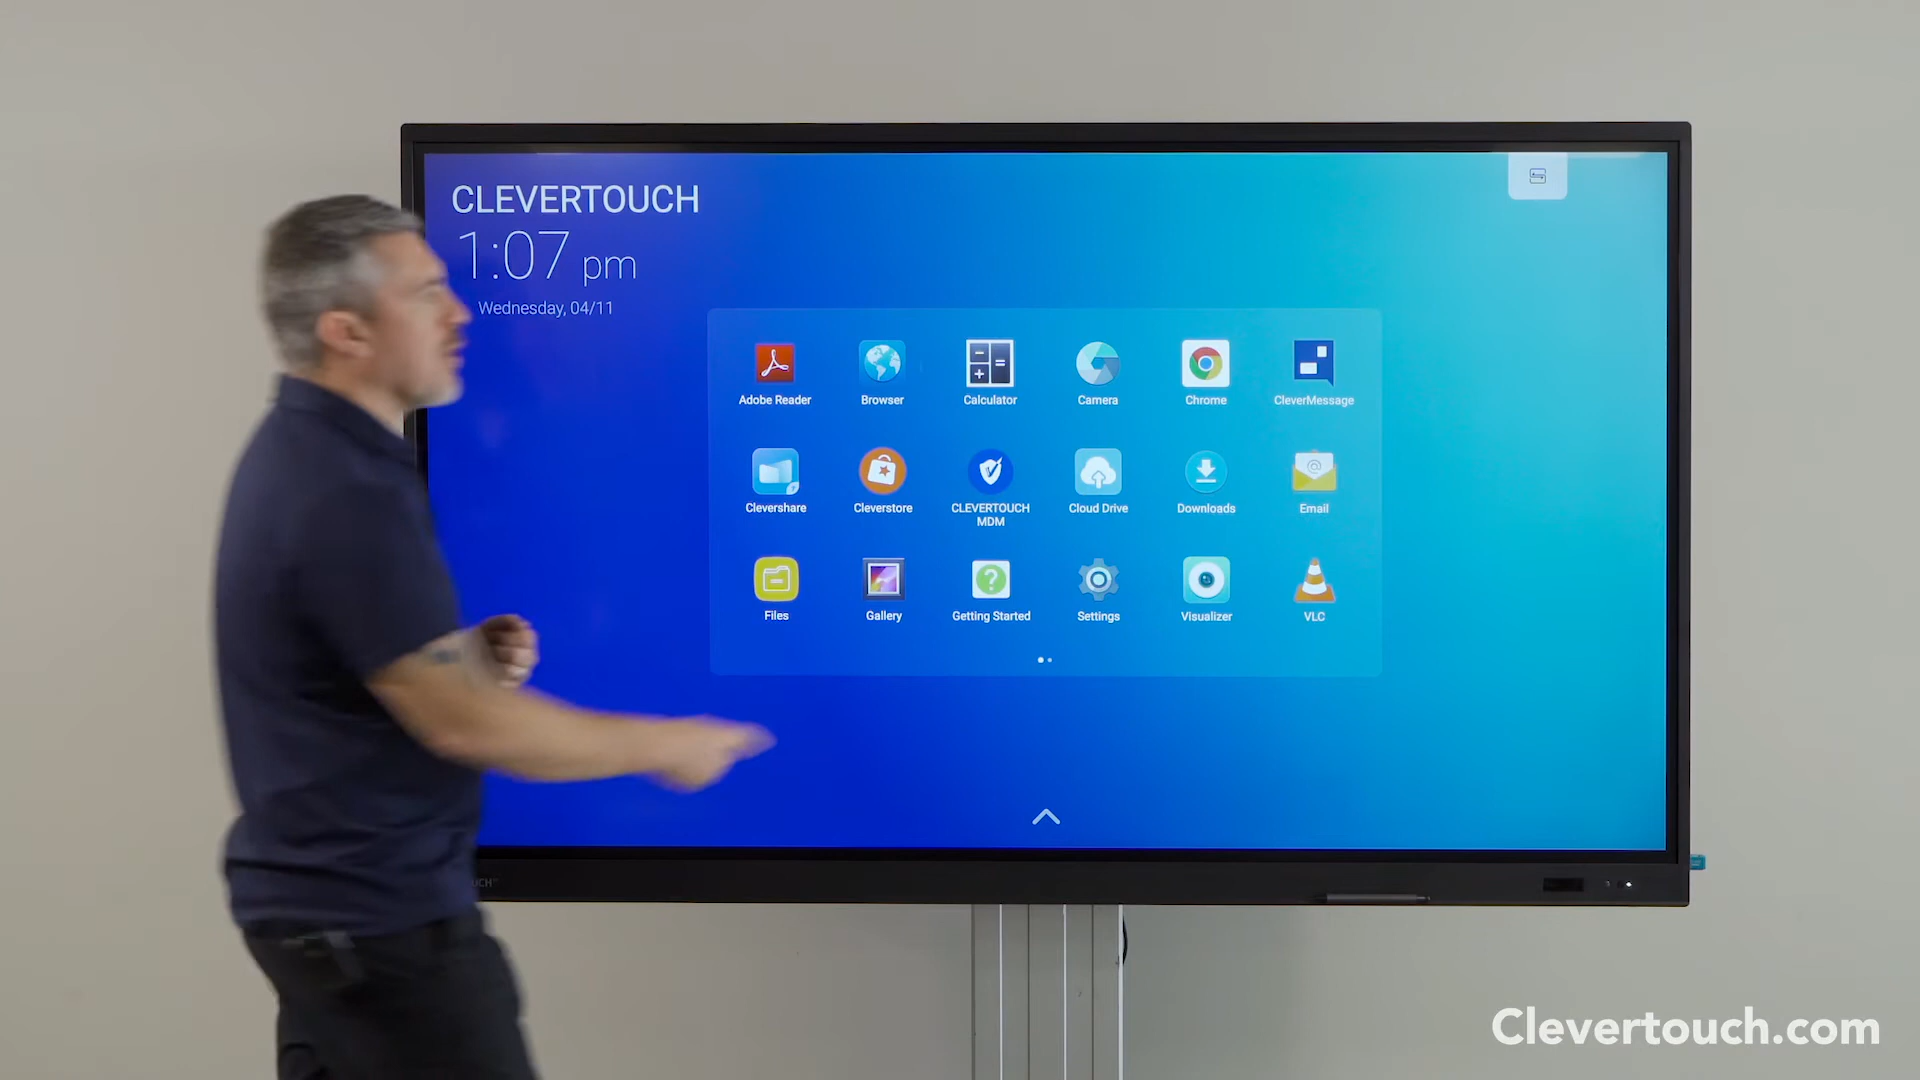 CLEVERTOUCH
1:07 pm
Wednesday, 04/11
Adobe Reader
Browser
Calculator
Camera
Chrome
CleverMessage
Clevershare
Cleverstore
CLEVERTOUCH
MDM
Cloud Drive
Downloads
Email
Files
Gallery
Getting Started
Settings
Visualizer
VLC
Clevertouch.com